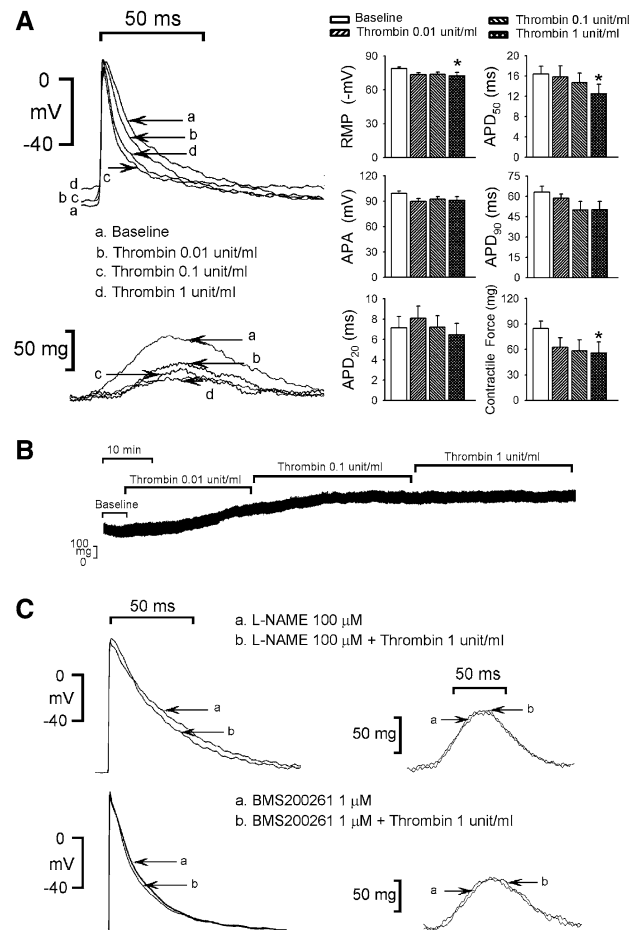 A
50 ms
0
mV
-40
a
b
d
c
d
b c
a
a. Baseline
b. Thrombin 0.01 unit/ml
c. Thrombin 0.1 unit/ml
d. Thrombin 1 unit/ml
50 mg
a
b
c
d
Baseline
Thrombin 0.1 unit/ml
Thrombin 0.01 unit/ml
Thrombin 1 unit/ml
RMP (-mV)
90
60
30
0
*
APD50 (ms)
20
16
12
8
4
0
*
APA (mV)
120
90
60
30
0
APD90 (ms)
75
60
45
30
15
0
APD20 (ms)
10
8
6
4
2
0
Contractile Force (mg)
120
90
60
30
0
*
B
10 min
Thrombin 0.01 unit/ml
Thrombin 0.1 unit/ml
Thrombin 1 unit/ml
Baseline
100
mg
0
C
50 ms
a. L-NAME 100 µM
b. L-NAME 100 µM + Thrombin 1 unit/ml
0
mV
-40
a
b
50 ms
50 mg
a
b
a. BMS200261 1 µM
b. BMS200261 1 µM + Thrombin 1 unit/ml
0
mV
-40
a
b
50 mg
a
b